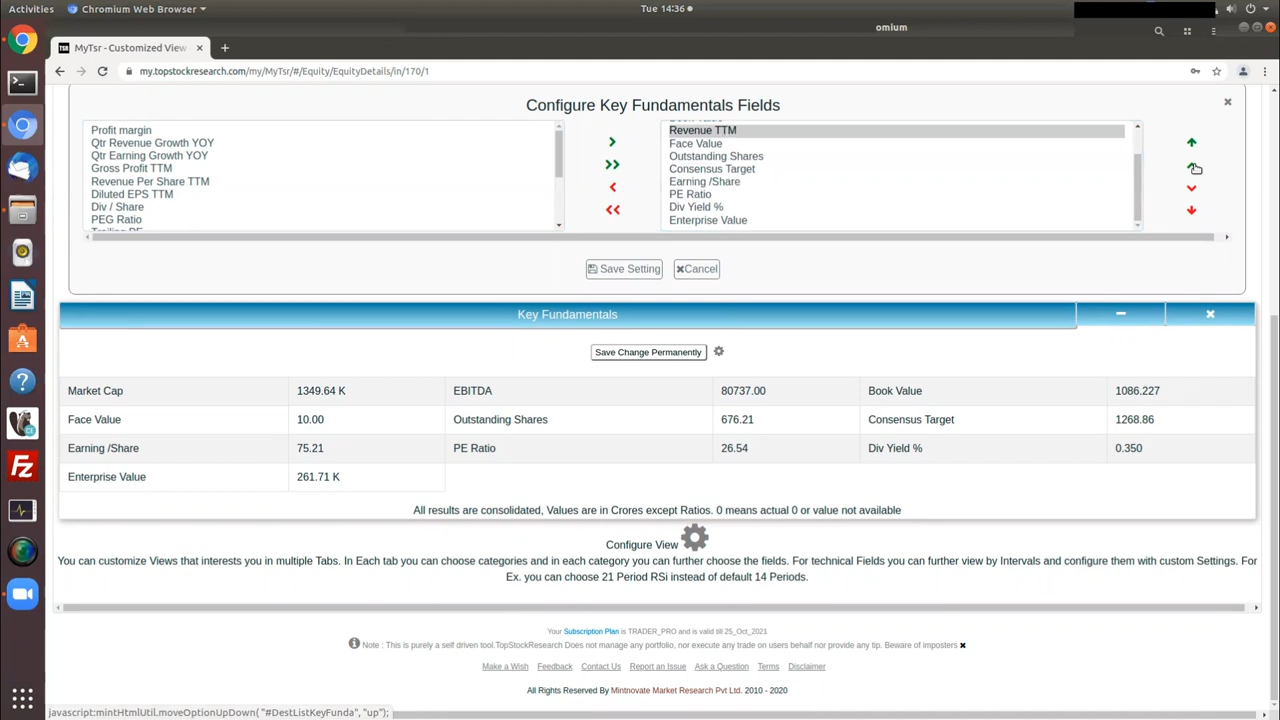 Activities
Chromium Web Browser
Tue 14:36
omium
MyTsr - Customized View
my.topstockresearch.com/my/MyTsr/#/Equity/EquityDetails/in/170/1
Configure Key Fundamentals Fields
Profit margin
Qtr Revenue Growth YOY
Qtr Earning Growth YOY
Gross Profit TTM
Revenue Per Share TTM
Diluted EPS TTM
Div / Share
PEG Ratio
Trailing PE
Book Value
Revenue TTM
Face Value
Outstanding Shares
Consensus Target
Earning /Share
PE Ratio
Div Yield %
Enterprise Value
Save Setting
Cancel
Key Fundamentals
Save Change Permanently
Market Cap 1349.64 K EBITDA 80737.00 Book Value 1086.227
Face Value 10.00 Outstanding Shares 676.21 Consensus Target 1268.86
Earning /Share 75.21 PE Ratio 26.54 Div Yield % 0.350
Enterprise Value 261.71 K
All results are consolidated, Values are in Crores except Ratios. 0 means actual 0 or value not available
Configure View
You can customize Views that interests you in multiple Tabs. In Each tab you can choose categories and in each category you can further choose the fields. For technical Fields you can further view by Intervals and configure them with custom Settings. For
Ex. you can choose 21 Period RSi instead of default 14 Periods.
Your Subscription Plan is TRADER_PRO and is valid till 25_Oct_2021
Note : This is purely a self driven tool.TopStockResearch Does not manage any portfolio, nor execute any trade on users behalf nor provide any tip. Beware of imposters
Make a Wish Feedback Contact Us Report an Issue Ask a Question Terms Disclaimer
All Rights Reserved By Mintnovate Market Research Pvt Ltd. 2010 - 2020
javascript:mintHtmlUtil.moveOptionUpDown( "#DestListKeyFunda", "up");